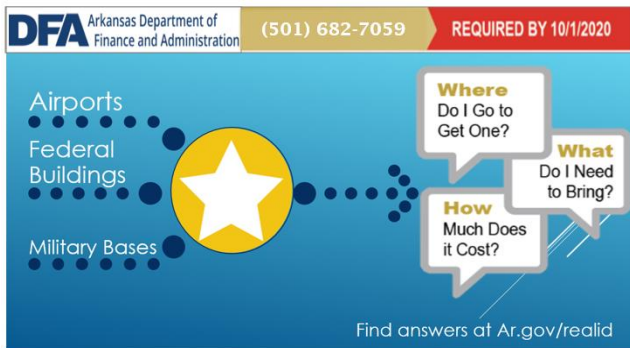 DFA
Arkansas Department of
Finance and Administration
(501) 682-7059
REQUIRED BY 10/1/2020
Airports
Federal
Buildings
Military Bases
Where
Do I Go to
Get One?
What
Do I Need
to Bring?
How
Much Does
it Cost?
Find answers at Ar.gov/realid